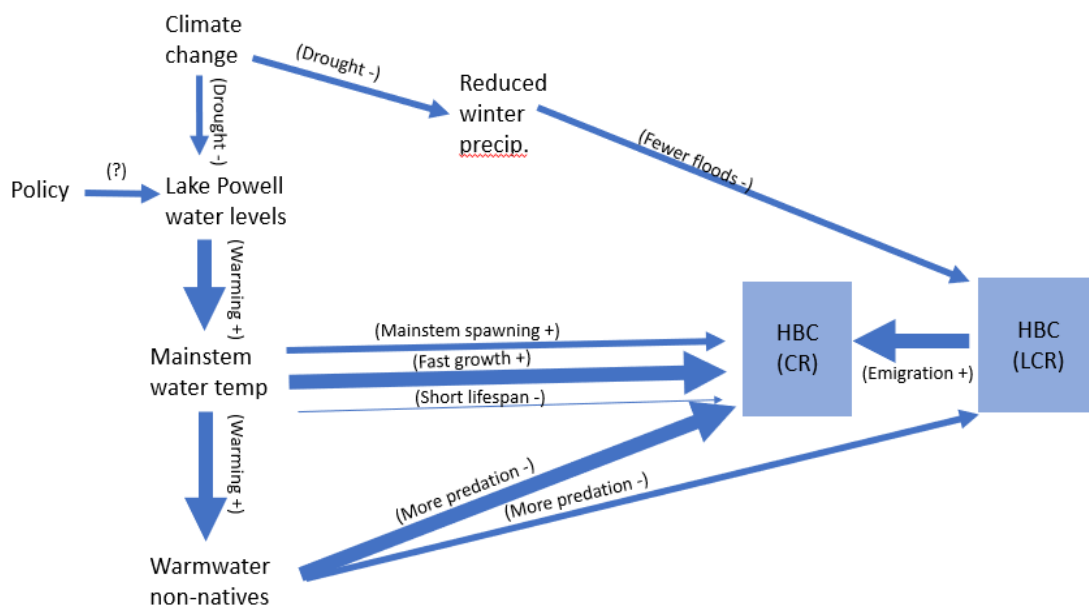 Climate
change
(Drought -)
(Drought -)
Reduced
winter
precip.
(Fewer floods -)
Policy
(?)
Lake Powell
water levels
(Warming +)
(Mainstem spawning +)
HBC
(CR)
HBC
(LCR)
Mainstem
water temp
(Fast growth +)
(Emigration +)
(Short lifespan -)
(Warming +)
(More predation -)
(More predation -)
Warmwater
non-natives